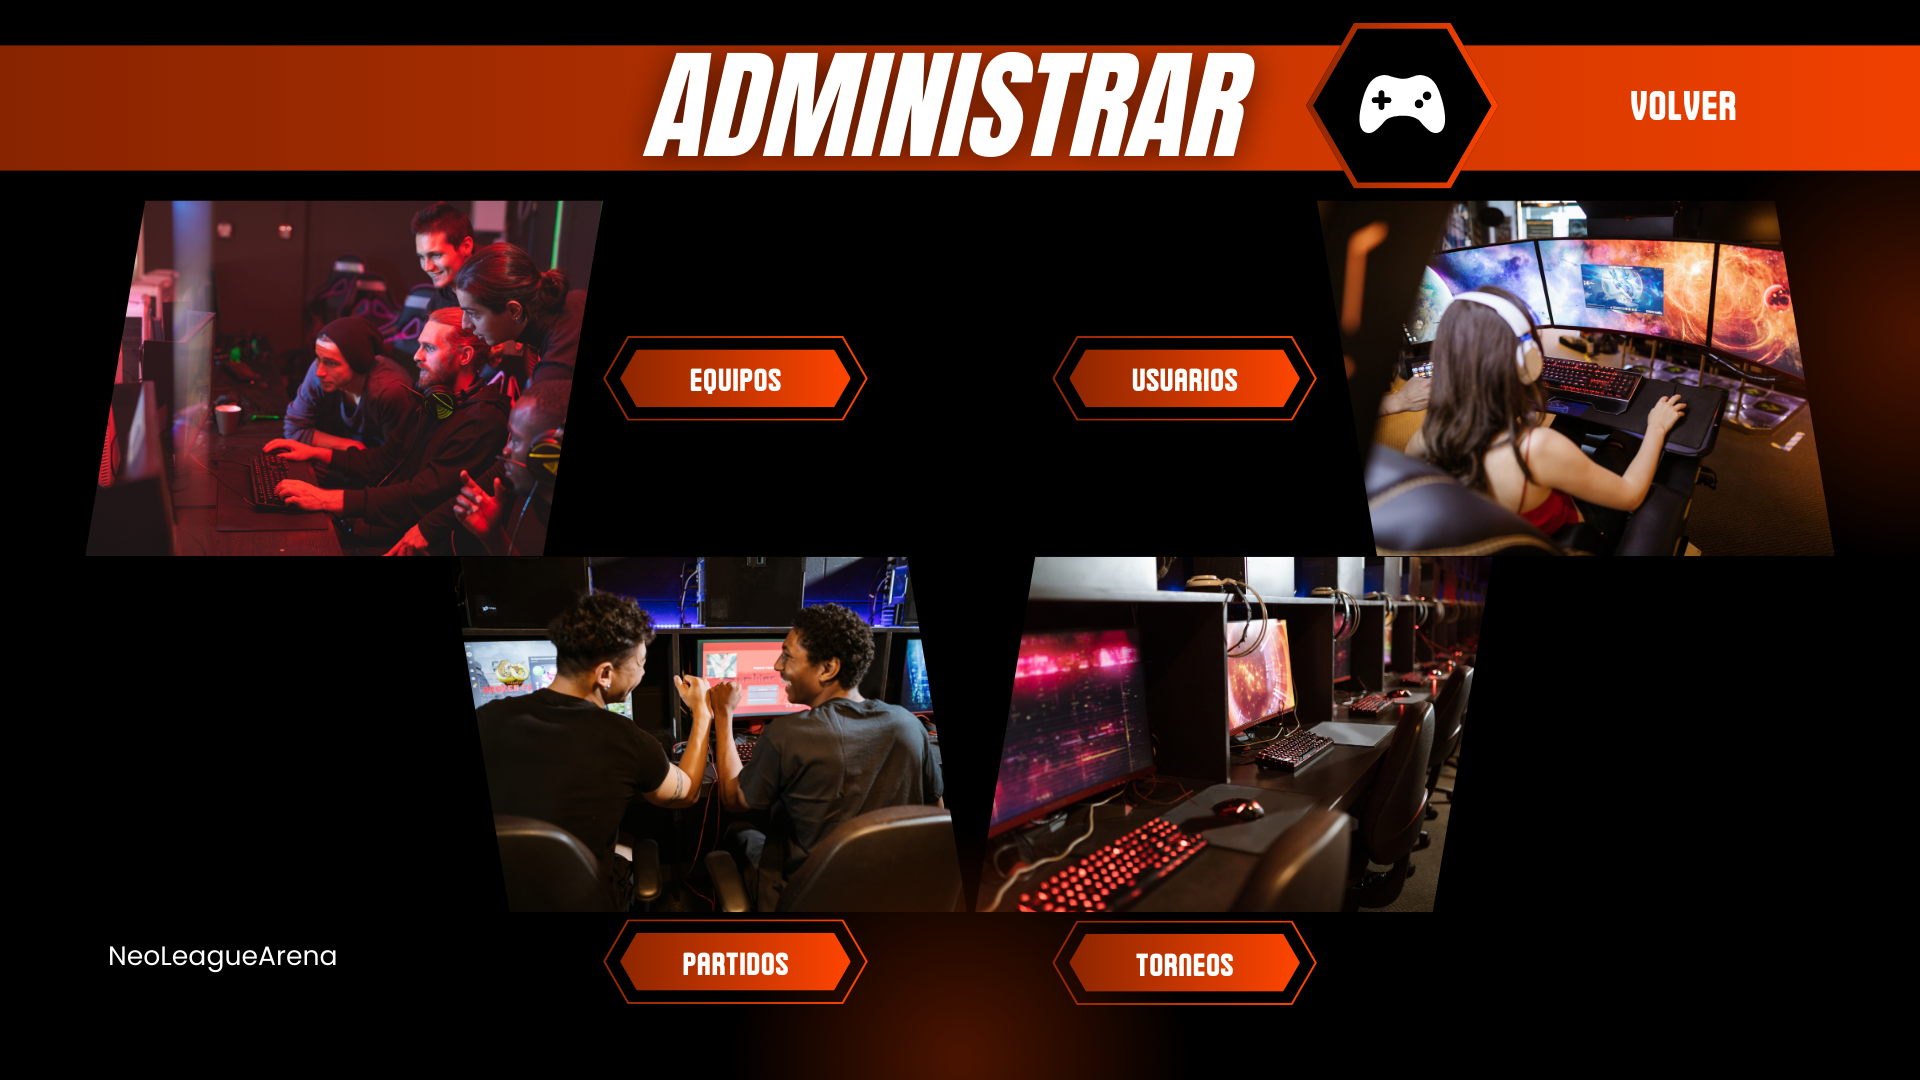 ADMINISTRAR
VOLVER
EQUIPOS
USUARIOS
PARTIDOS
TORNEOS
NeoLeagueArena